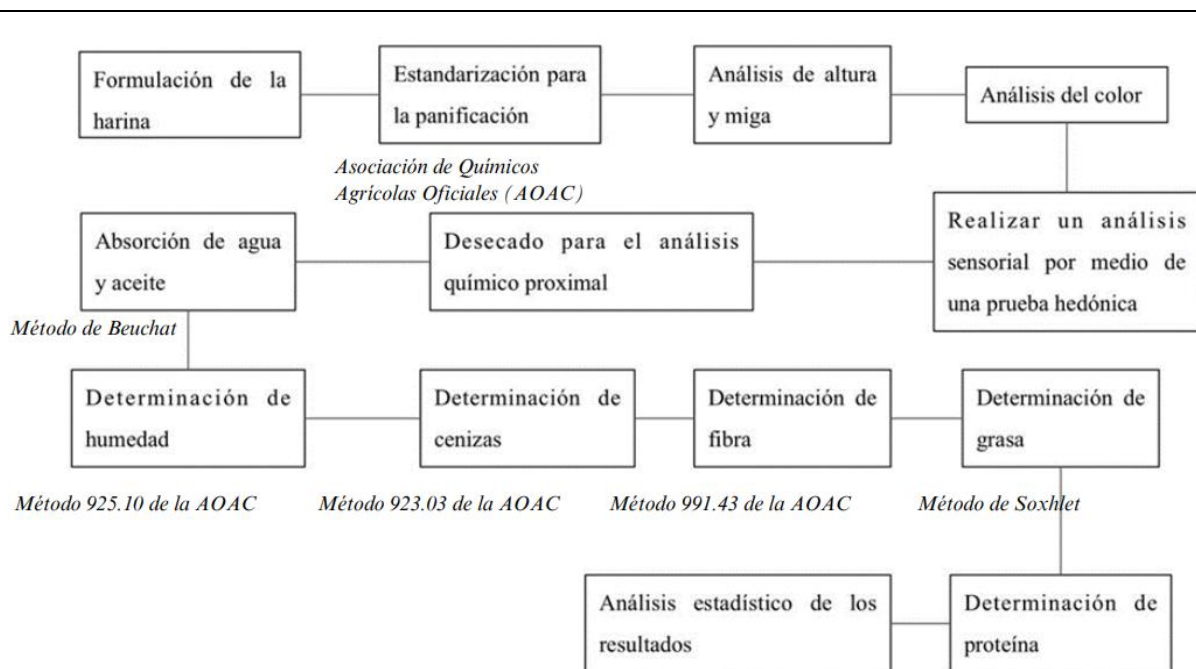 Formulación de la
harina
Estandarización para
la panificación
Análisis de altura
y miga
Análisis del color
Asociación de Químicos
Agrícolas Oficiales (AOAC)
Realizar un análisis
sensorial por medio de
una prueba hedónica
Desecado para el análisis
químico proximal
Absorción de agua
y aceite
Método de Beuchat
Determinación de
humedad
Determinación de
cenizas
Determinación de
fibra
Determinación de
grasa
Método 925.10 de la AOAC
Método 923.03 de la AOAC
Método 991.43 de la AOAC
Método de Soxhlet
Determinación de
proteína
Análisis estadístico de los
resultados